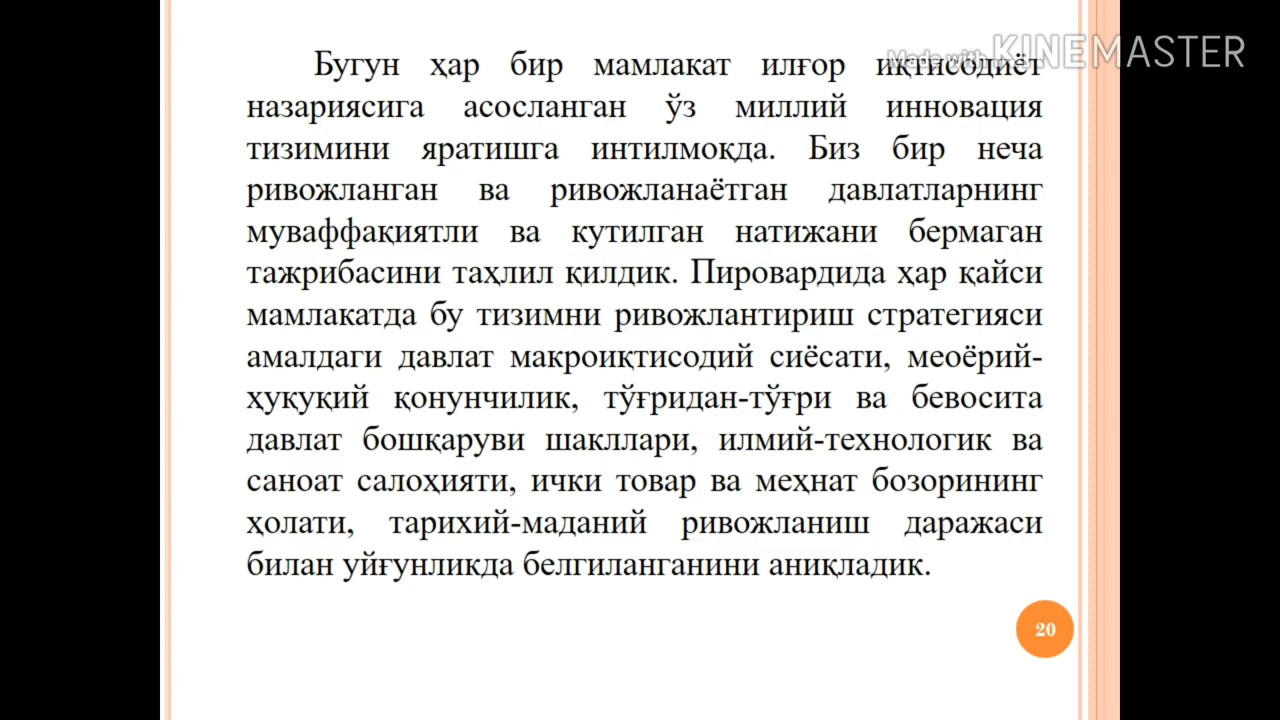 Made with KINEMASTER
Бугун ҳар бир мамлакат илғор иқтисодиёт
назариясига асосланган ўз миллий инновация
тизимини яратишга интилмоқда. Биз бир неча
ривожланган ва ривожланаётган давлатларнинг
муваффақиятли ва кутилган натижани бермаган
тажрибасини таҳлил қилдик. Пировардида ҳар қайси
мамлакатда бу тизимни ривожлантириш стратегияси
амалдаги давлат макроиқтисодий сиёсати, меоёрий-
ҳуқуқий қонунчилик, тўғридан-тўғри ва бевосита
давлат бошқаруви шакллари, илмий-технологик ва
саноат салоҳияти, ички товар ва меҳнат бозорининг
ҳолати, тарихий-маданий ривожланиш даражаси
билан уйғунликда белгиланганини аниқладик.
20